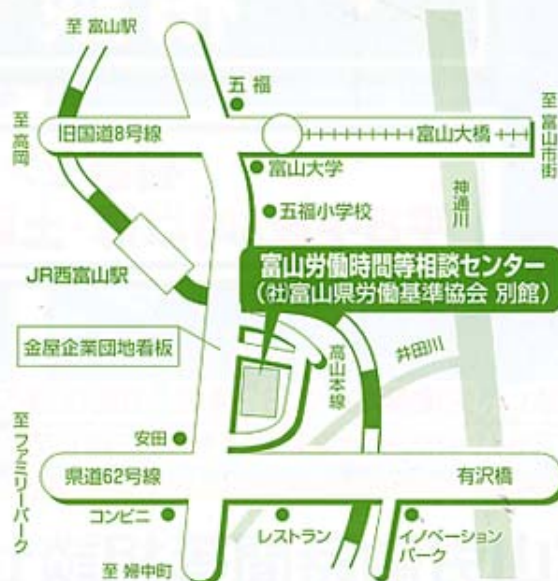 至 富山駅
五 福
至 高岡
旧国道8号線
富山大橋
至 富山市街
富山大学
神通川
五福小学校
JR西富山駅
富山労働時間等相談センター
(㈳富山県労働基準協会 別館)
金屋企業団地看板
高山本線
井田川
安田
至 ファミリーパーク
県道62号線
有沢橋
コンビニ
レストラン
イノベーション
パーク
至 婦中町